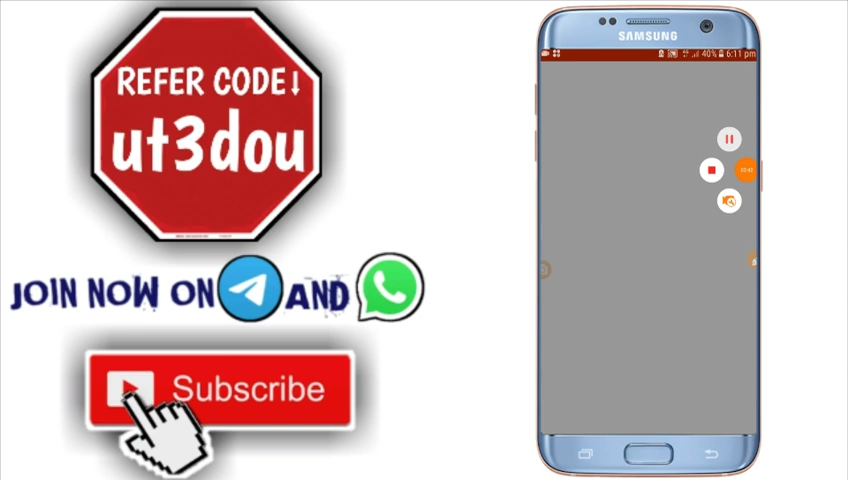 REFER CODE↓
ut3dou
JOIN NOW ON AND
Subscribe
SAMSUNG
40% 6:11 pm